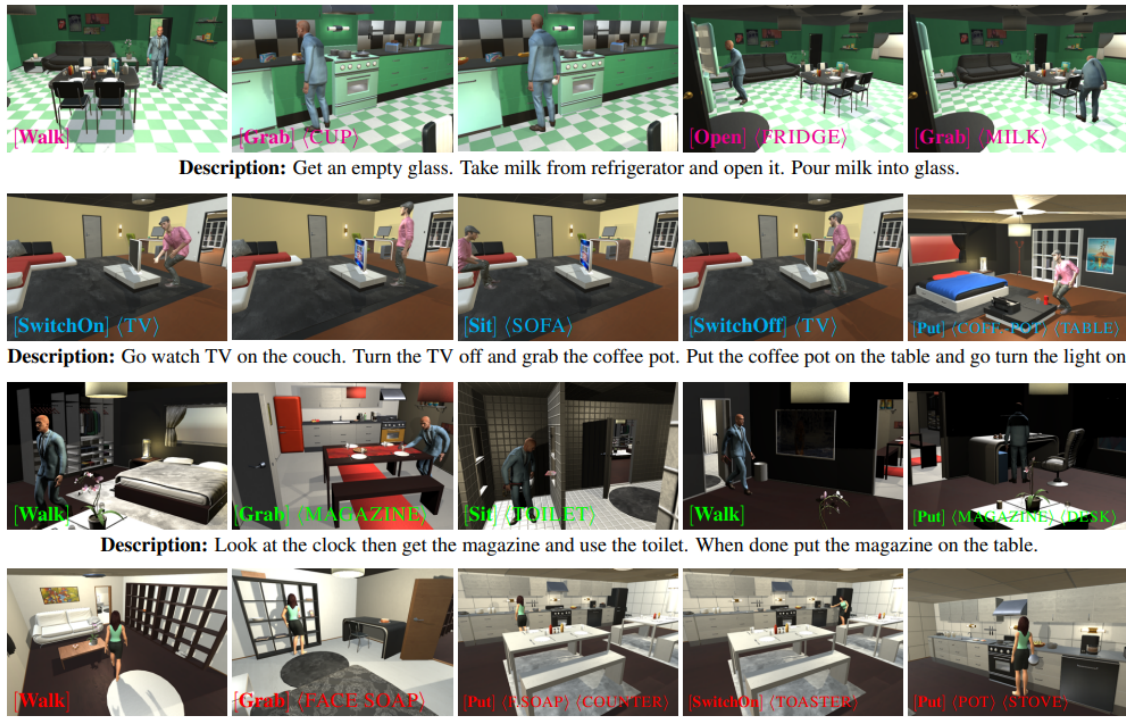 [Walk]
[Grab] ⟨CUP⟩
[Open] ⟨FRIDGE⟩
[Grab] ⟨MILK⟩
Description: Get an empty glass. Take milk from refrigerator and open it. Pour milk into glass.
[SwitchOn] ⟨TV⟩
[Sit] ⟨SOFA⟩
[SwitchOff] ⟨TV⟩
[Put] ⟨COFF. POT⟩ ⟨TABLE⟩
Description: Go watch TV on the couch. Turn the TV off and grab the coffee pot. Put the coffee pot on the table and go turn the light on
[Walk]
[Grab] ⟨MAGAZINE⟩
[Sit] ⟨TOILET⟩
[Walk]
[Put] ⟨MAGAZINE⟩ ⟨DESK⟩
Description: Look at the clock then get the magazine and use the toilet. When done put the magazine on the table.
[Walk]
[Grab] ⟨FACE SOAP⟩
[Put] ⟨F.SOAP⟩ ⟨COUNTER⟩
[SwitchOn] ⟨TOASTER⟩
[Put] ⟨POT⟩ ⟨STOVE⟩